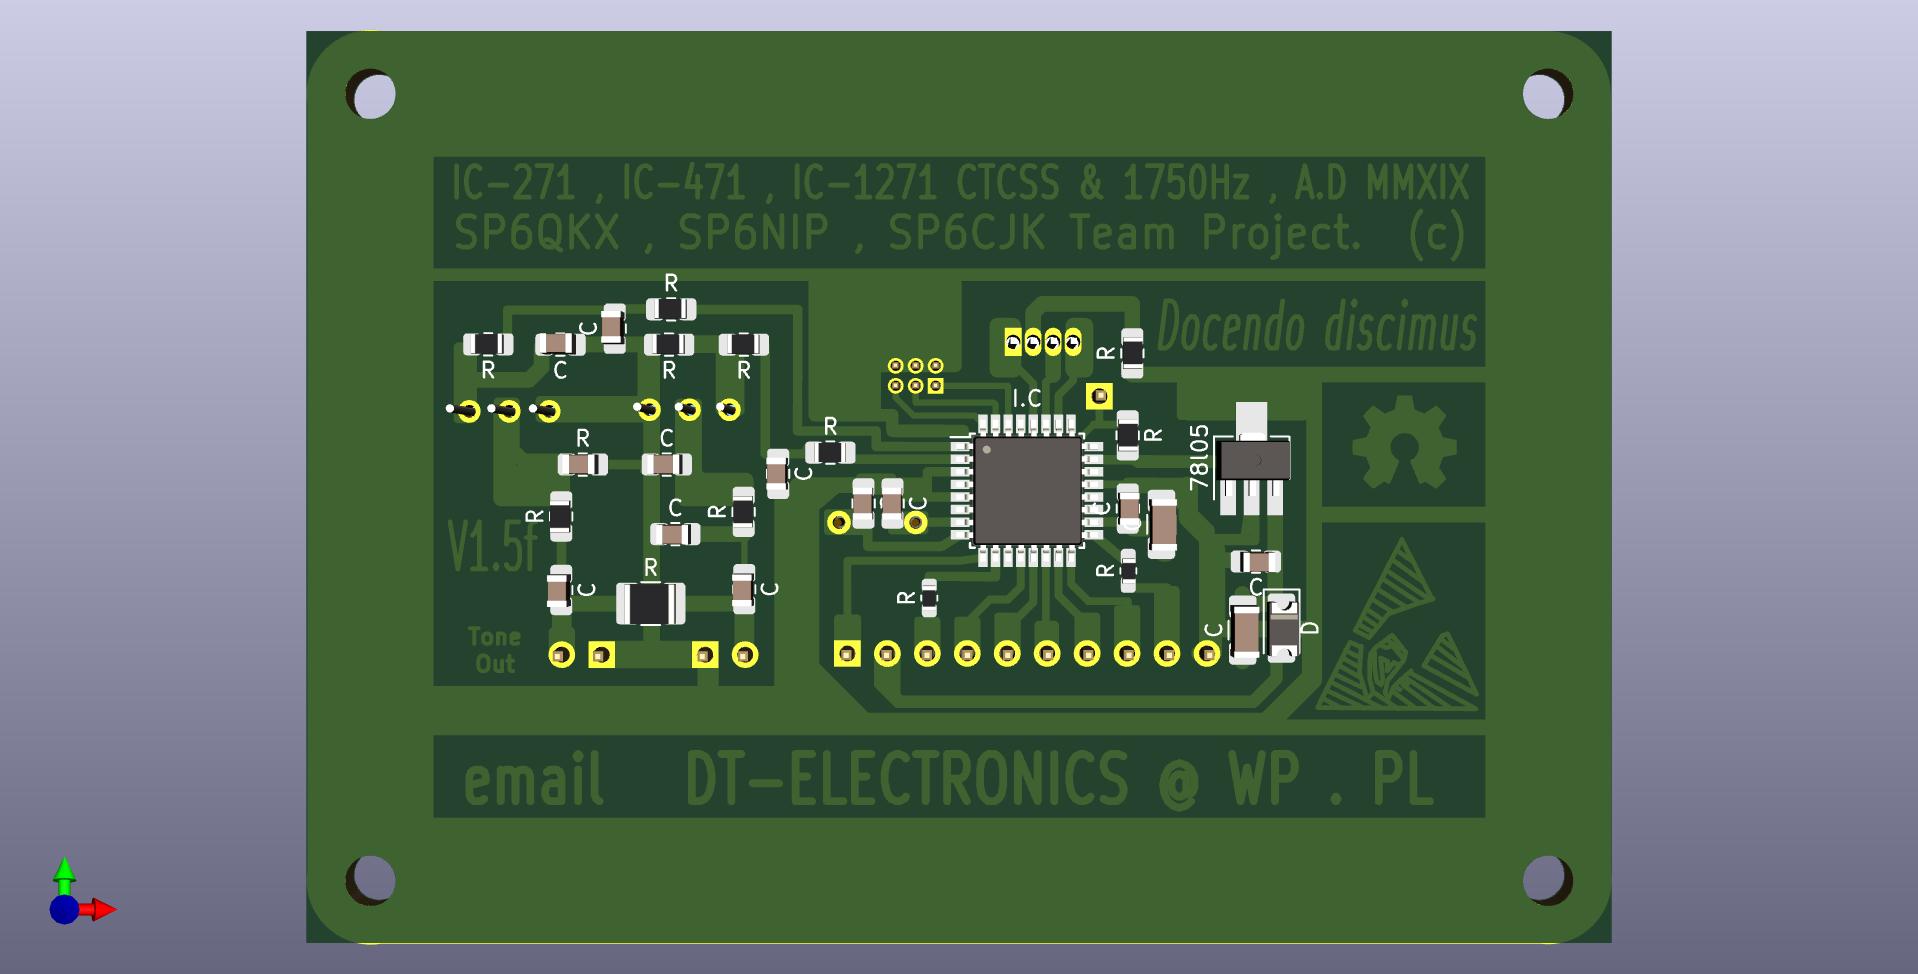 IC-271 , IC-471 , IC-1271 CTCSS & 1750Hz , A.D MMXIX
SP6QKX , SP6NIP , SP6CJK Team Project. (c)
Docendo discimus
R
C
R
R
C
R
R
I.C
R
R
C
R
C
R
78l05
C
C
R
R
C
V1.5f
R
R
C
C
R
C
C
D
Tone
Out
email DT-ELECTRONICS @ WP . PL